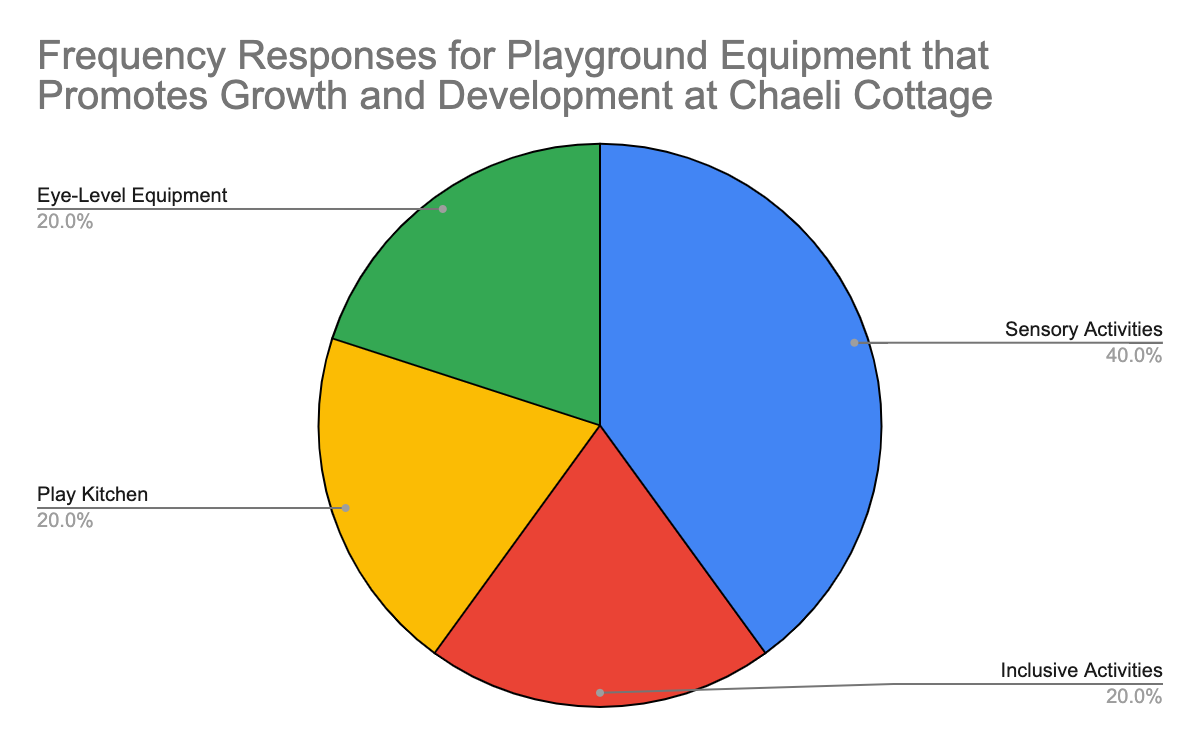 Frequency Responses for Playground Equipment that
Promotes Growth and Development at Chaeli Cottage
Eye-Level Equipment
20.0%
Sensory Activities
40.0%
Play Kitchen
20.0%
Inclusive Activities
20.0%